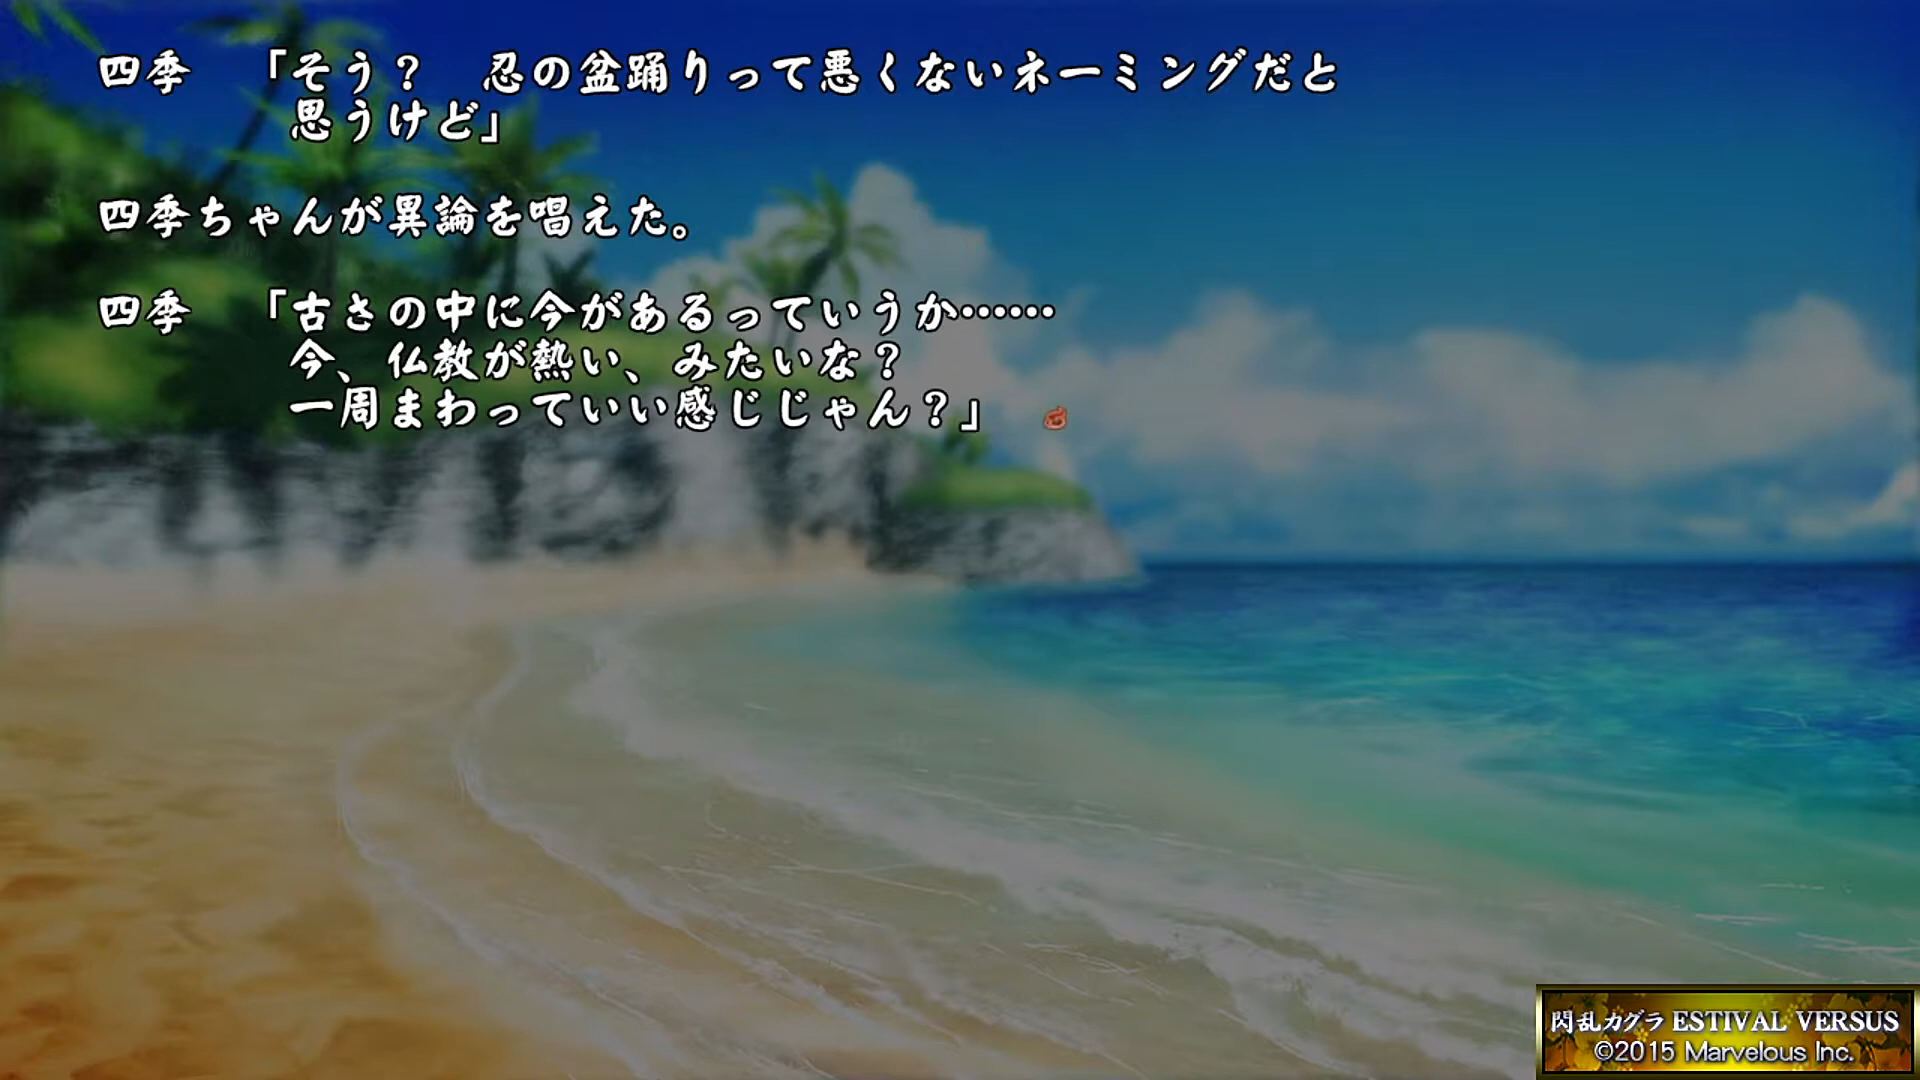 四季　「そう？　忍の盆踊りって悪くないネーミングだと
思うけど」
四季ちゃんが異論を唱えた。
四季　「古さの中に今があるっていうか……
今、仏教が熱い、みたいな？
一周まわっていい感じじゃん？」
閃乱カグラ ESTIVAL VERSUS
©2015 Marvelous Inc.